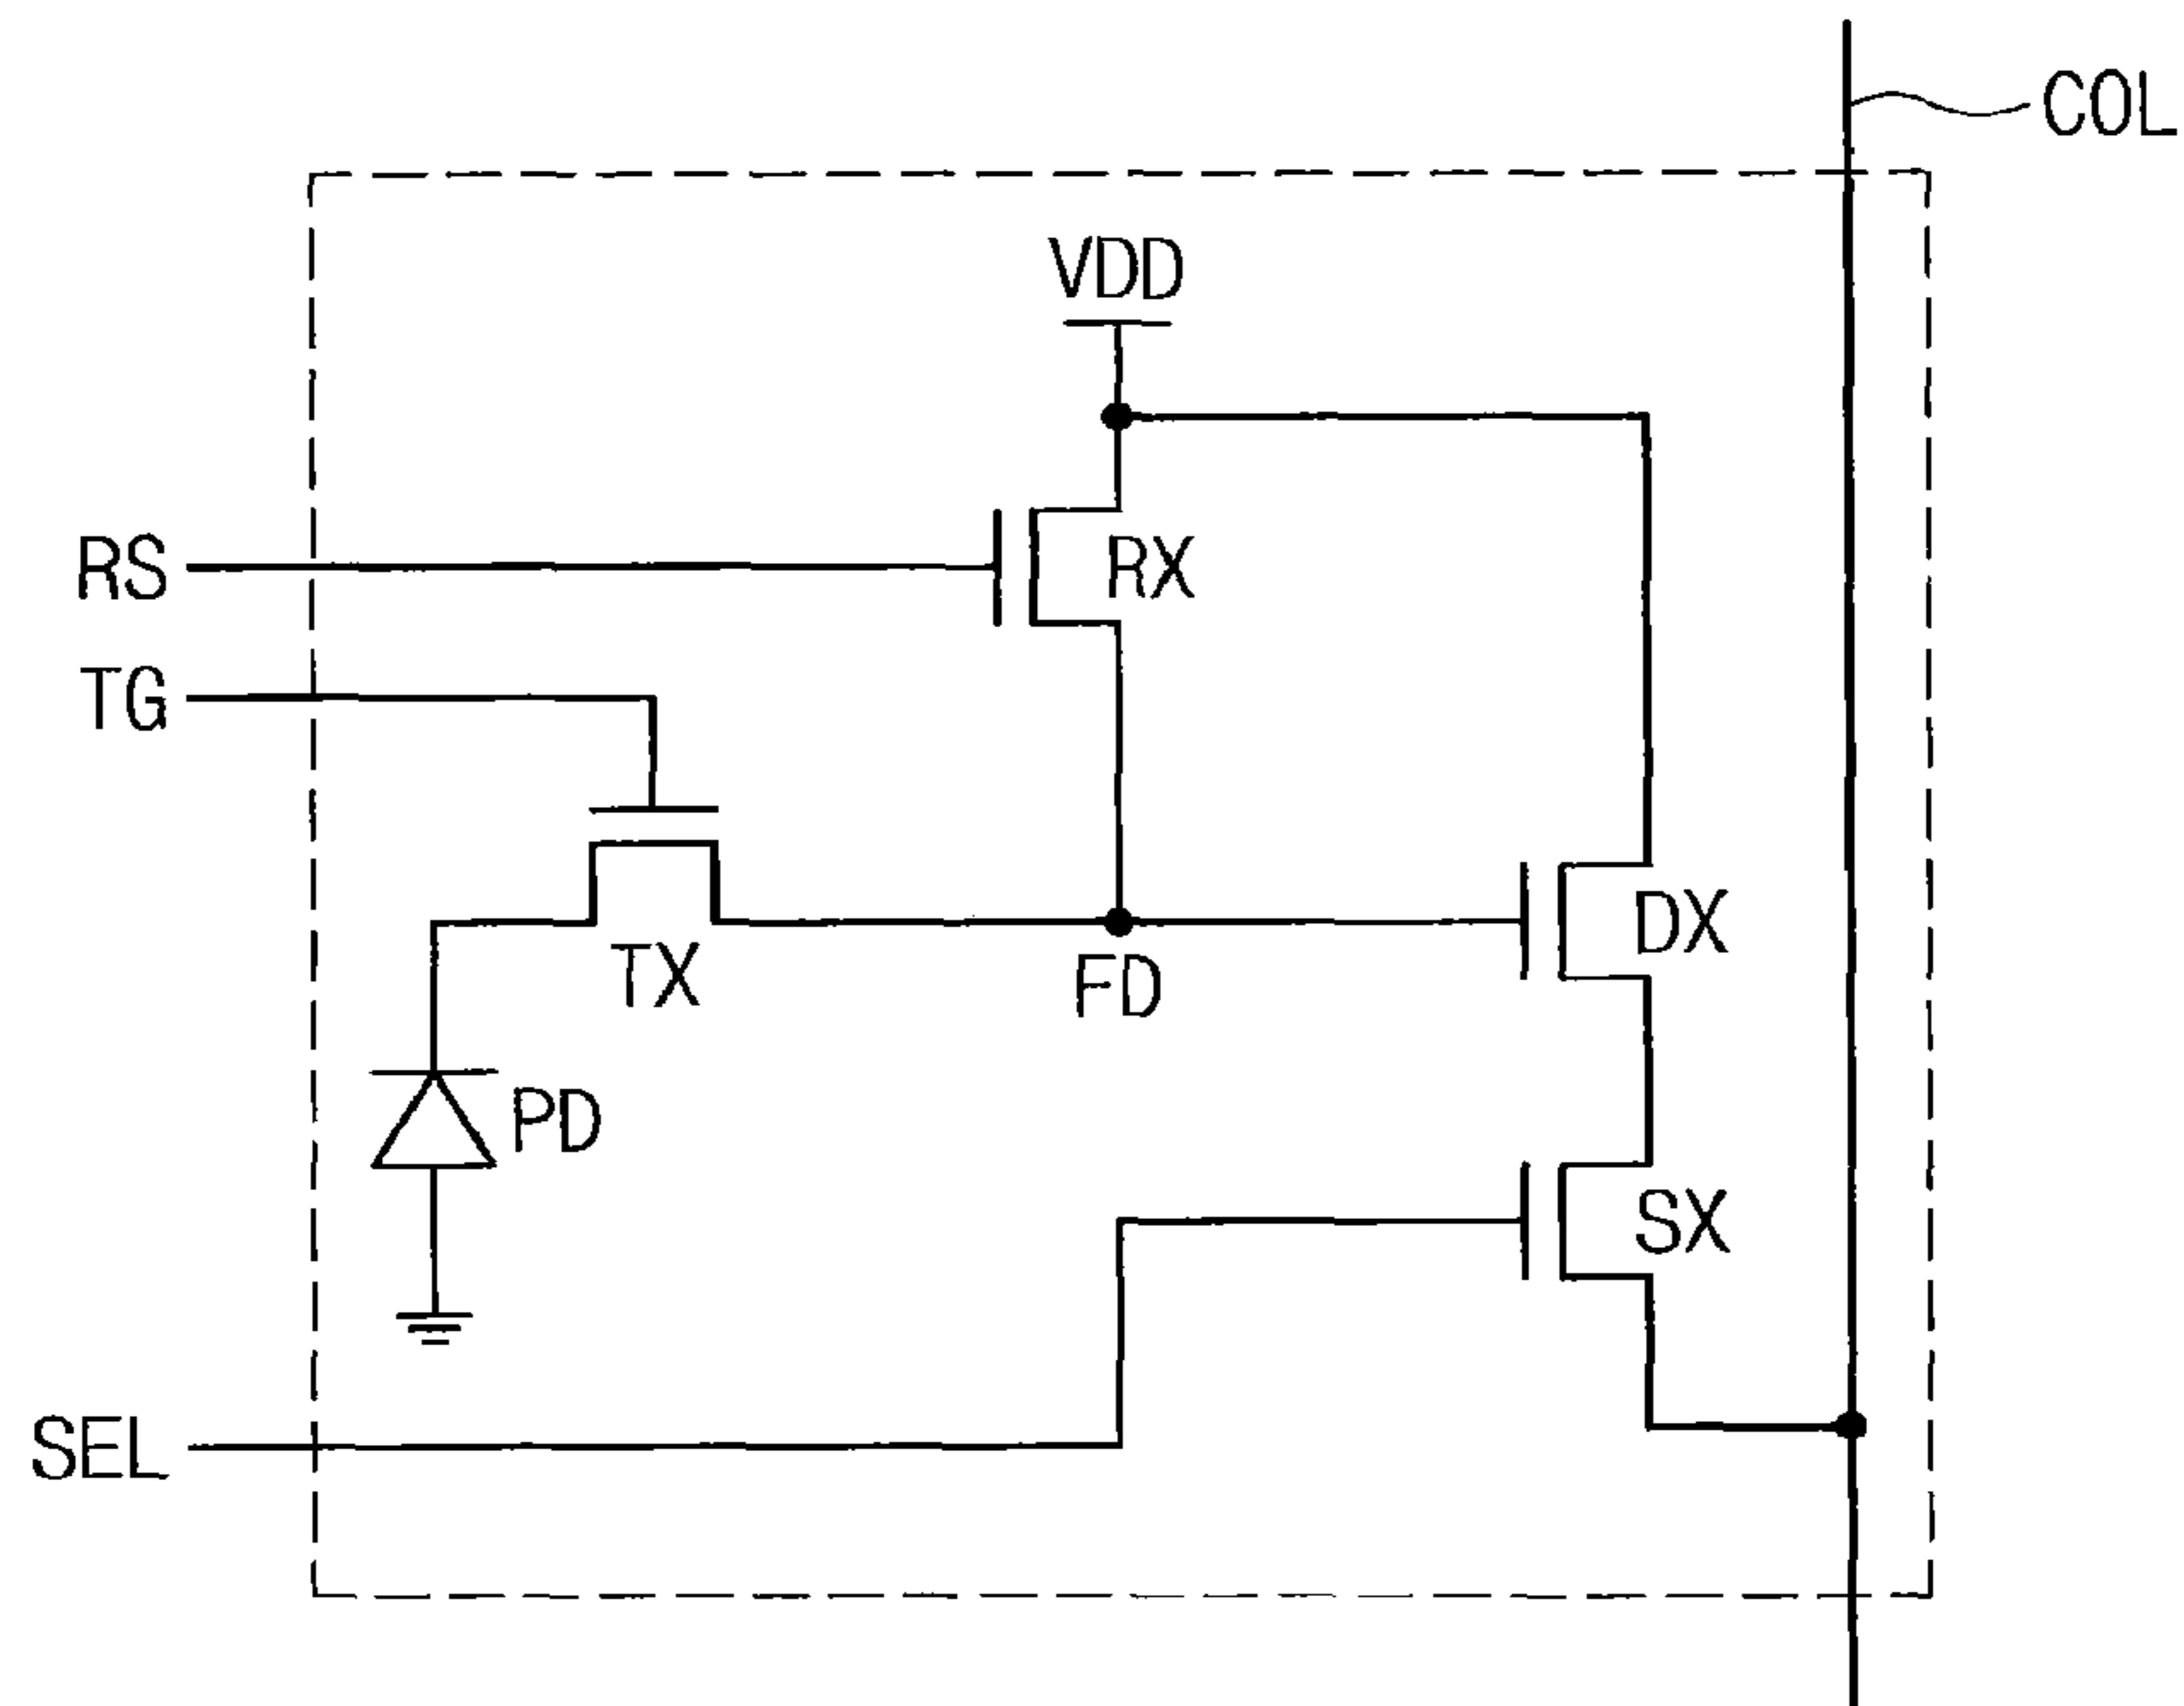 COL
VDD
RS
RX
TG
DX
TX
FD
PD
SX
SEL